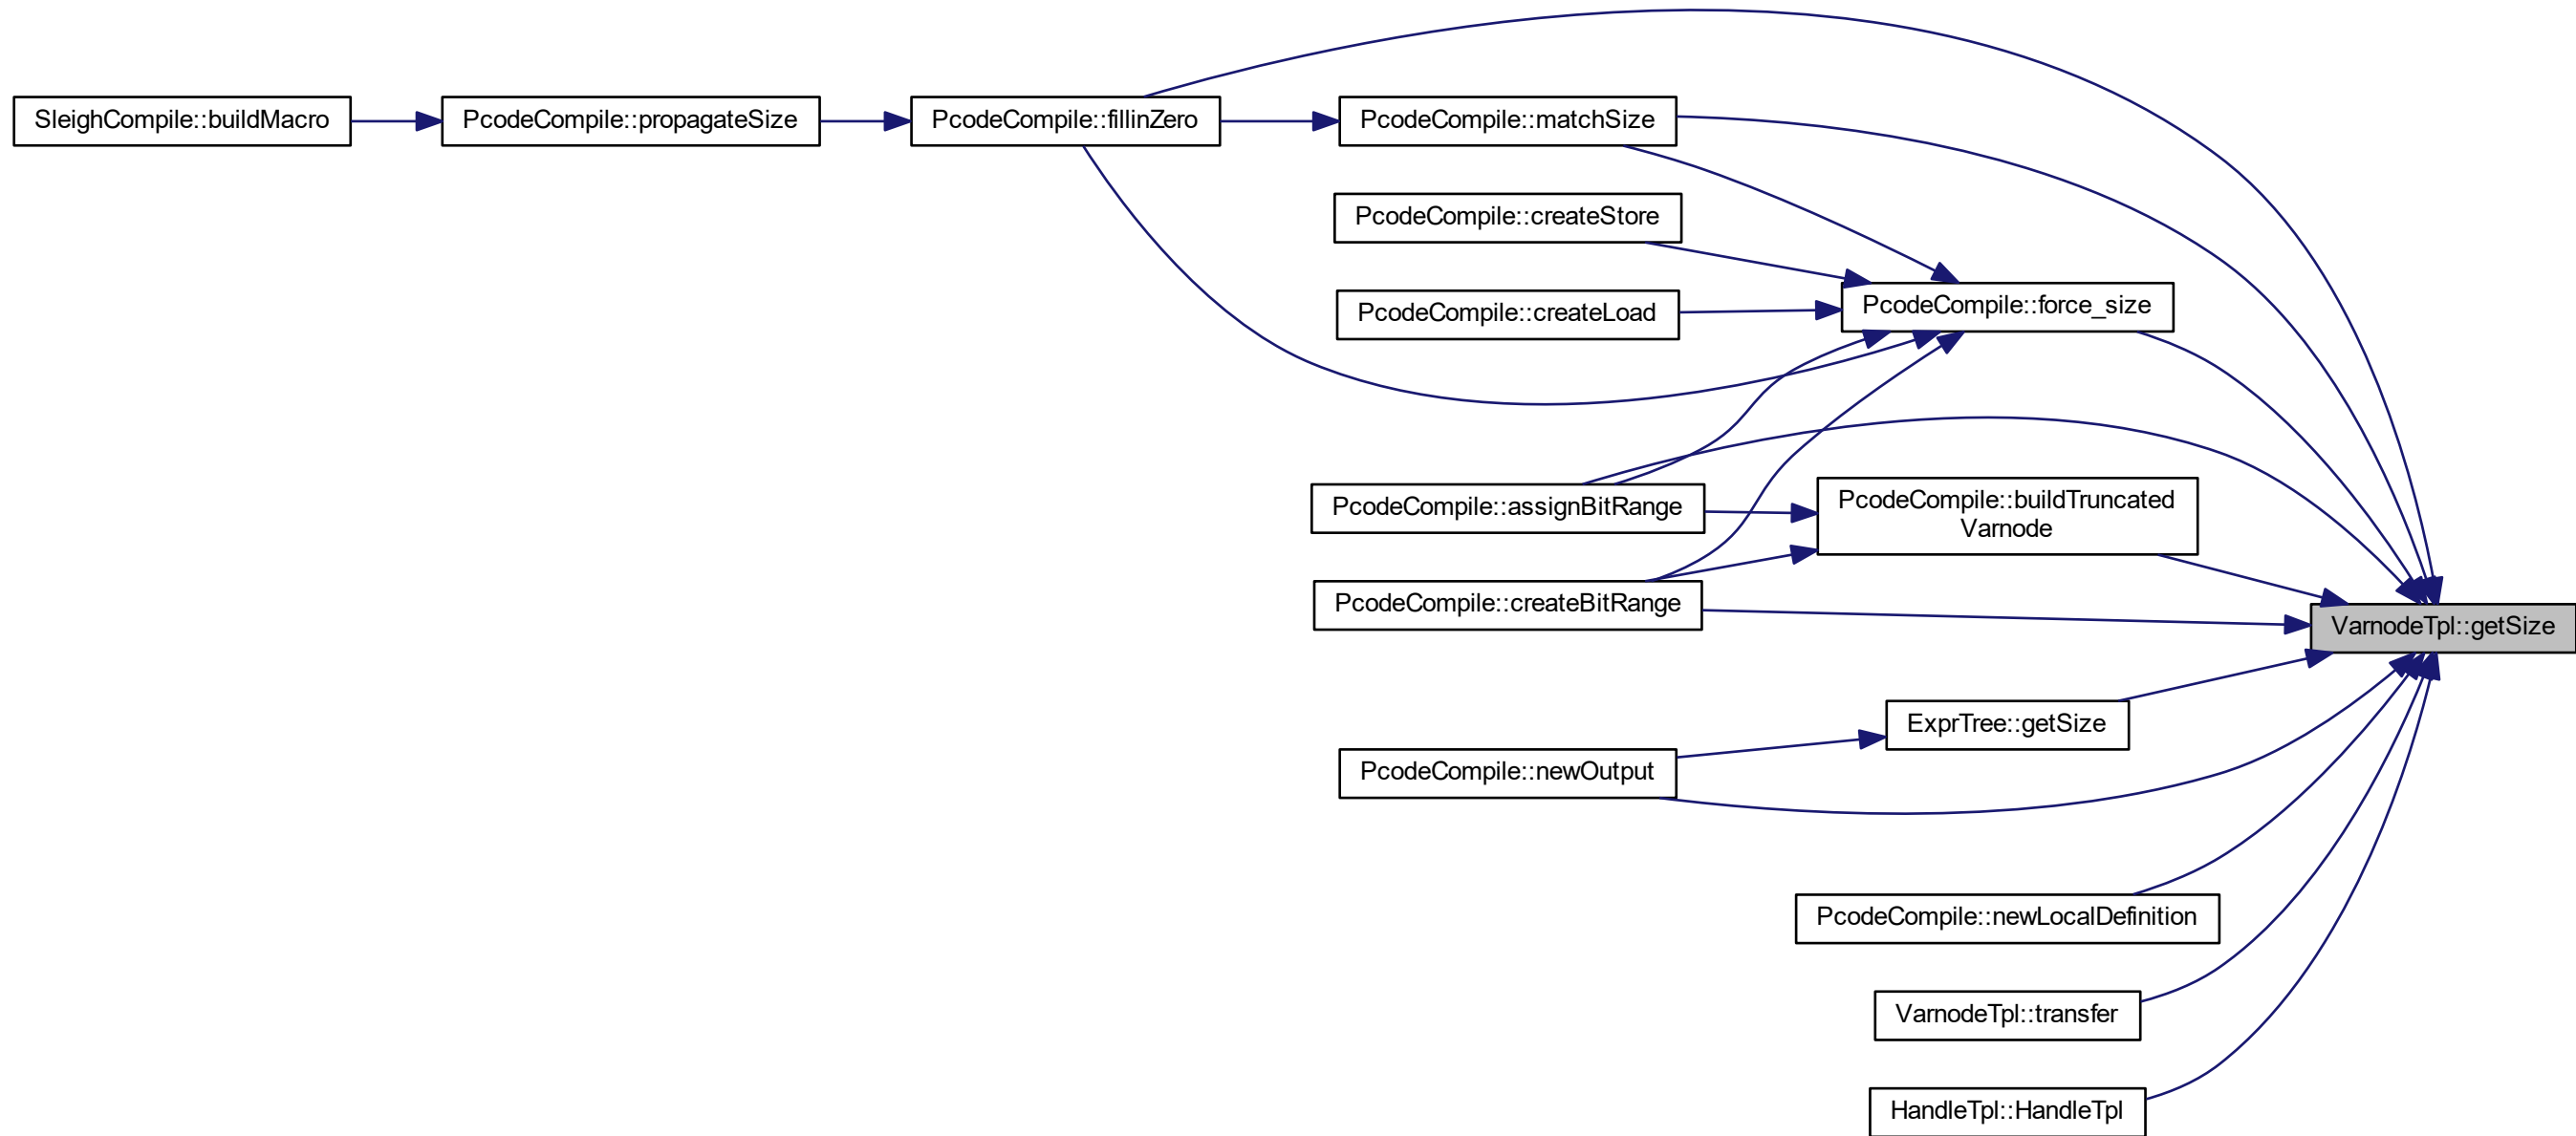 SleighCompile::buildMacro
PcodeCompile::propagateSize
PcodeCompile::fillinZero
PcodeCompile::matchSize
PcodeCompile::createStore
PcodeCompile::createLoad
PcodeCompile::force_size
PcodeCompile::assignBitRange
PcodeCompile::buildTruncated
Varnode
PcodeCompile::createBitRange
VarnodeTpl::getSize
ExprTree::getSize
PcodeCompile::newOutput
PcodeCompile::newLocalDefinition
VarnodeTpl::transfer
HandleTpl::HandleTpl